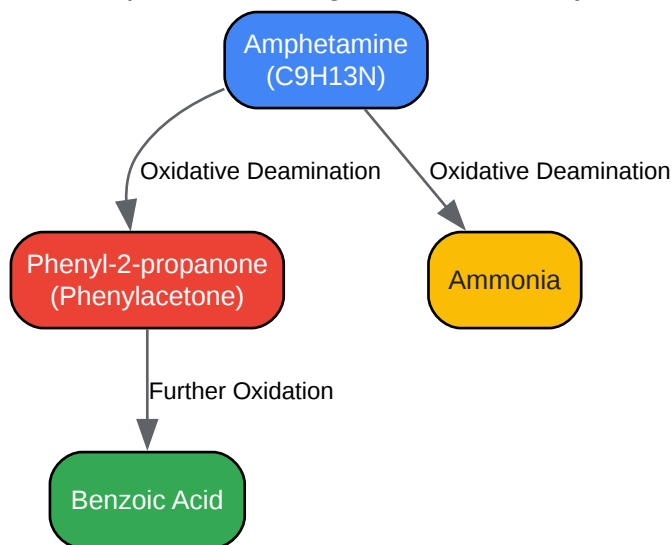 Amphetamine
(C9H13N)
Oxidative Deamination
Oxidative Deamination
Phenyl-2-propanone
(Phenylacetone)
Ammonia
Further Oxidation
Benzoic Acid